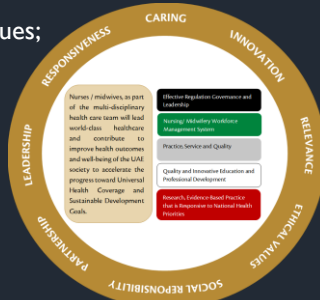 ues;
CARING
INNOVATION
RELEVANCE
ETHICAL VALUES
SOCIAL REPONSIBILITY
PARTNERSHIP
LEADERSHIP
RESPONSIVENESS
Nurses / midwives, as part
of the multi-disciplinary
health care team will lead
world-class healthcare
and contribute to
improve health outcomes
and well-being of the UAE
society to accelerate the
progress toward Universal
Health Coverage and
Sustainable Development
Goals.
Effective Regulation Governance and
Leadership
Nursing/ Midwifery Workforce
Management System
Practice, Service and Quality
Quality and Innovative Education and
Professional Development
Research, Evidence-Based Practice
that is Responsive to National Health
Priorities